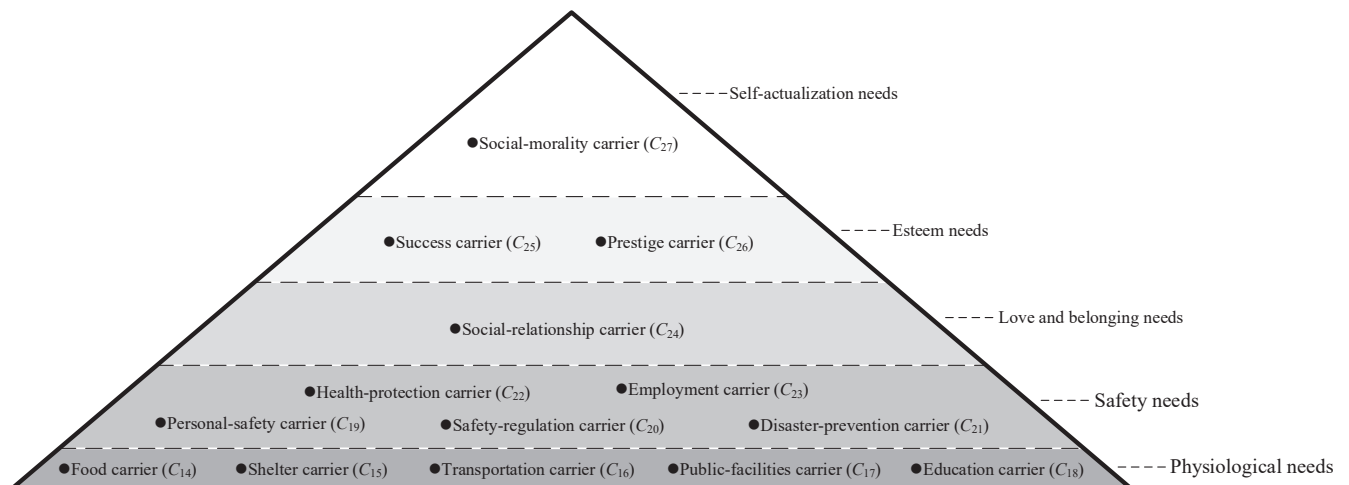 Self-actualization needs
●Social-morality carrier (C27)
Esteem needs
●Success carrier (C25) ●Prestige carrier (C26)
Love and belonging needs
●Social-relationship carrier (C24)
●Health-protection carrier (C22) ●Employment carrier (C23)
Safety needs
●Personal-safety carrier (C19) ●Safety-regulation carrier (C20) ●Disaster-prevention carrier (C21)
●Food carrier (C14) ●Shelter carrier (C15) ●Transportation carrier (C16) ●Public-facilities carrier (C17) ●Education carrier (C18) Physiological needs